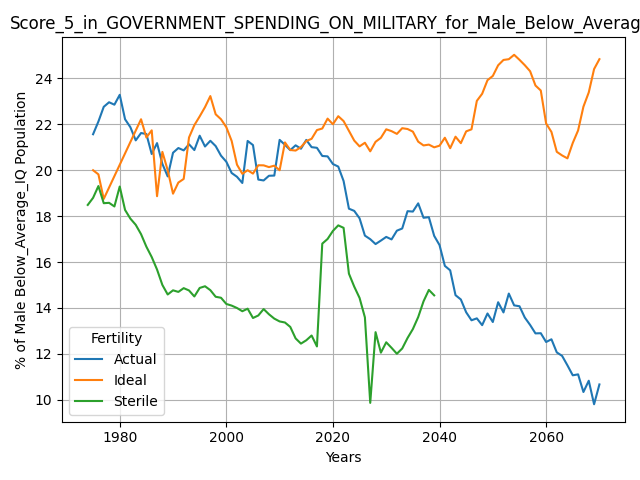 Score_5_in_GOVERNMENT_SPENDING_ON_MILITARY_for_Male_Below_Averag
% of Male Below_Average_IQ Population
24
22
20
18
16
14
12
10
Fertility
Actual
Ideal
Sterile
1980 2000 2020 2040 2060
Years